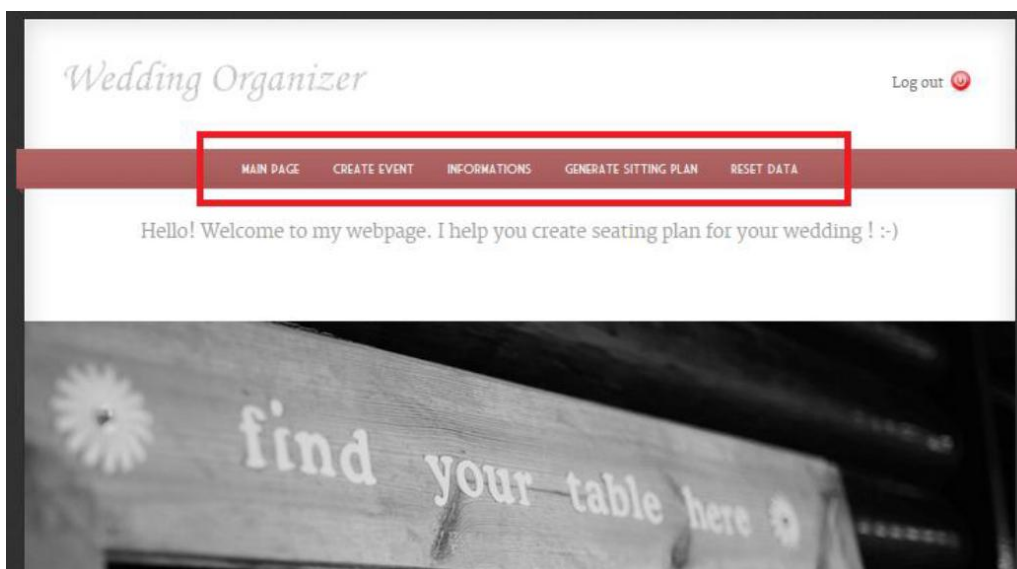 Wedding Organizer
Log out
MAIN PAGE CREATE EVENT INFORMATIONS GENERATE SITTING PLAN RESET DATA
Hello! Welcome to my webpage. I help you create seating plan for your wedding ! :-)
find your table here